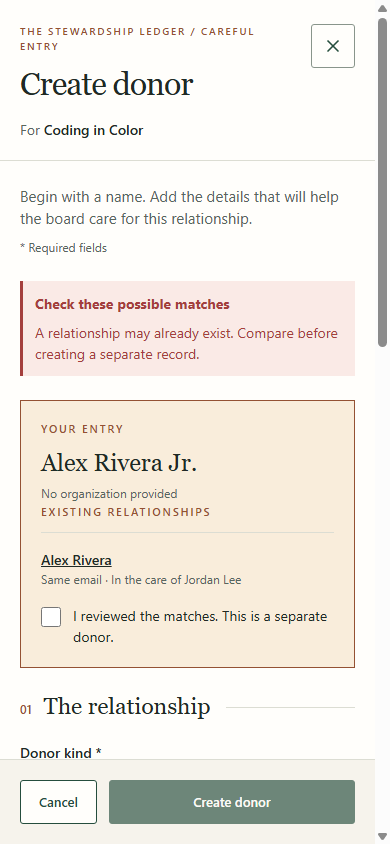 THE STEWARDSHIP LEDGER / CAREFUL
ENTRY
Create donor
For Coding in Color
Begin with a name. Add the details that will help
the board care for this relationship.
* Required fields
Check these possible matches
A relationship may already exist. Compare before
creating a separate record.
YOUR ENTRY
Alex Rivera Jr.
No organization provided
EXISTING RELATIONSHIPS
Alex Rivera
Same email · In the care of Jordan Lee
I reviewed the matches. This is a separate
donor.
01 The relationship
Donor kind *
Cancel Create donor